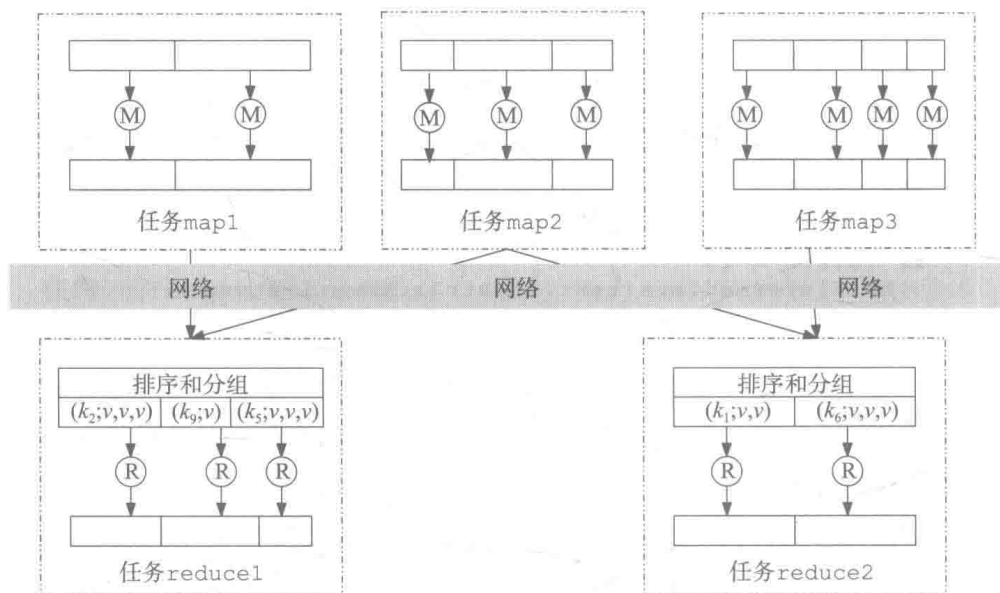 M M M M M M M M M
任务map1 任务map2 任务map3
网络 网络 网络
排序和分组 排序和分组
(k₂;v,v,v) (k₉;v) (k₅;v,v,v) (k₁;v,v) (k₆;v,v,v)
R R R R R
任务reduce1 任务reduce2